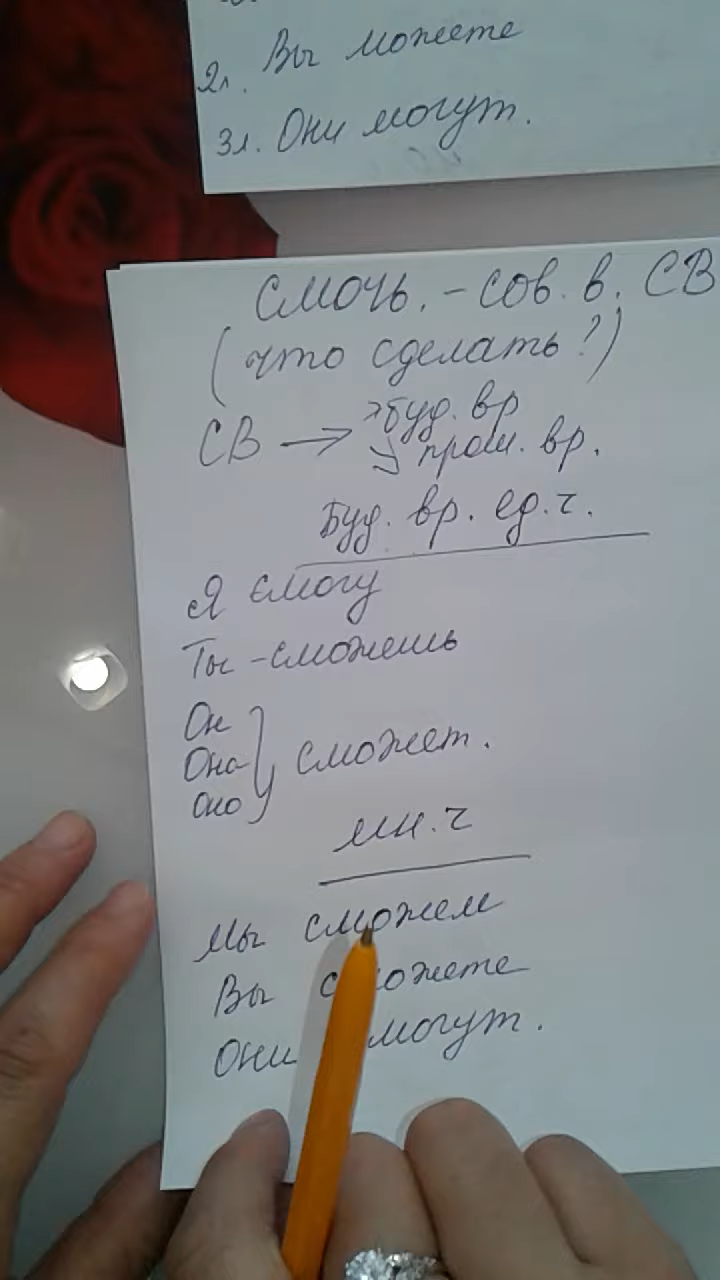 2л. Вы можете
3л. Они могут.
смочь. - сов. в. СВ
(что сделать?)
СВ → буд. вр
прош. вр.
Буд. вр. ед.ч.
Я смогу
Ты - сможешь
Он
Она } сможет.
оно
мн. ч
Мы сможем
Вы сможете
Они могут.